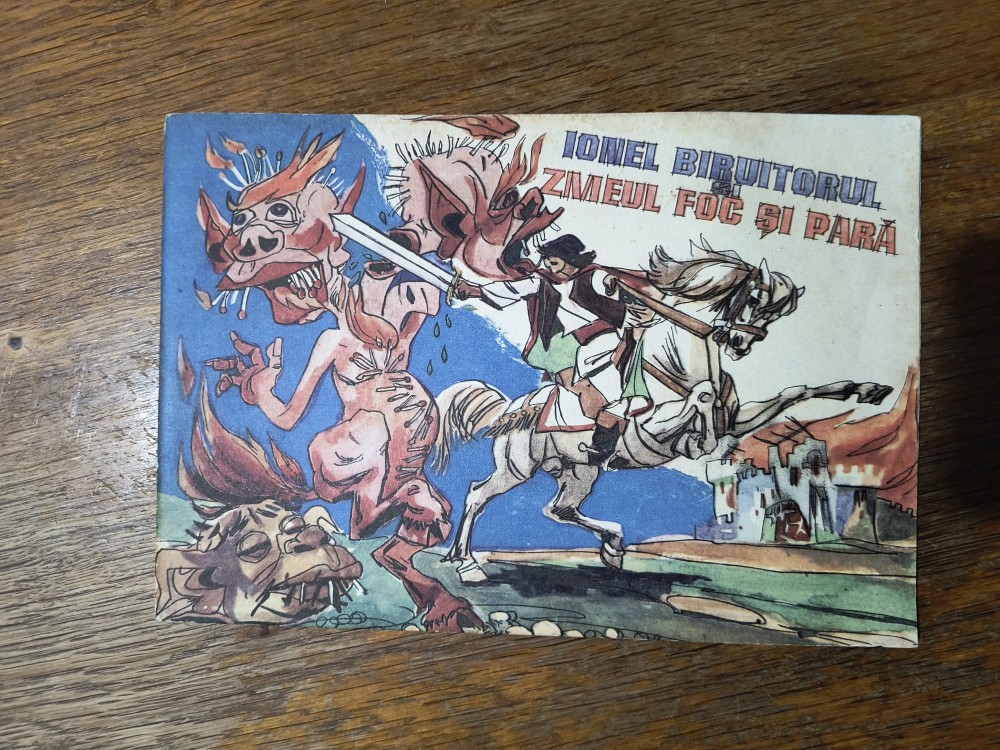 IONEL BIRUITORUL
ȘI
ZMEUL FOC ȘI PARĂ